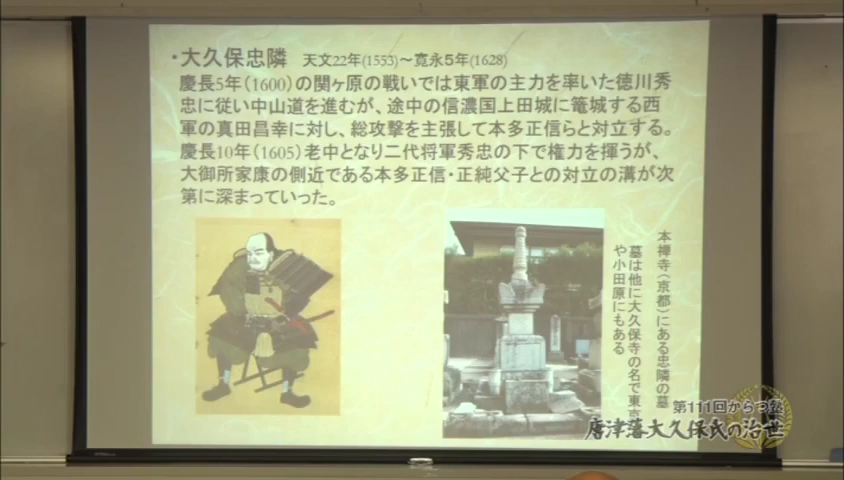 ・大久保忠隣　天文22年(1553)～寛永5年(1628)
慶長5年(1600)の関ヶ原の戦いでは東軍の主力を率いた徳川秀
忠に従い中山道を進むが、途中の信濃国上田城に篭城する西
軍の真田昌幸に対し、総攻撃を主張して本多正信らと対立する。
慶長10年(1605)老中となり二代将軍秀忠の下で権力を揮うが、
大御所家康の側近である本多正信・正純父子との対立の溝が次
第に深まっていった。
本禅寺(京都)にある忠隣の墓
墓は他に大久保寺の名で東京
や小田原にもある
第111回からつ塾
唐津藩大久保氏の治世